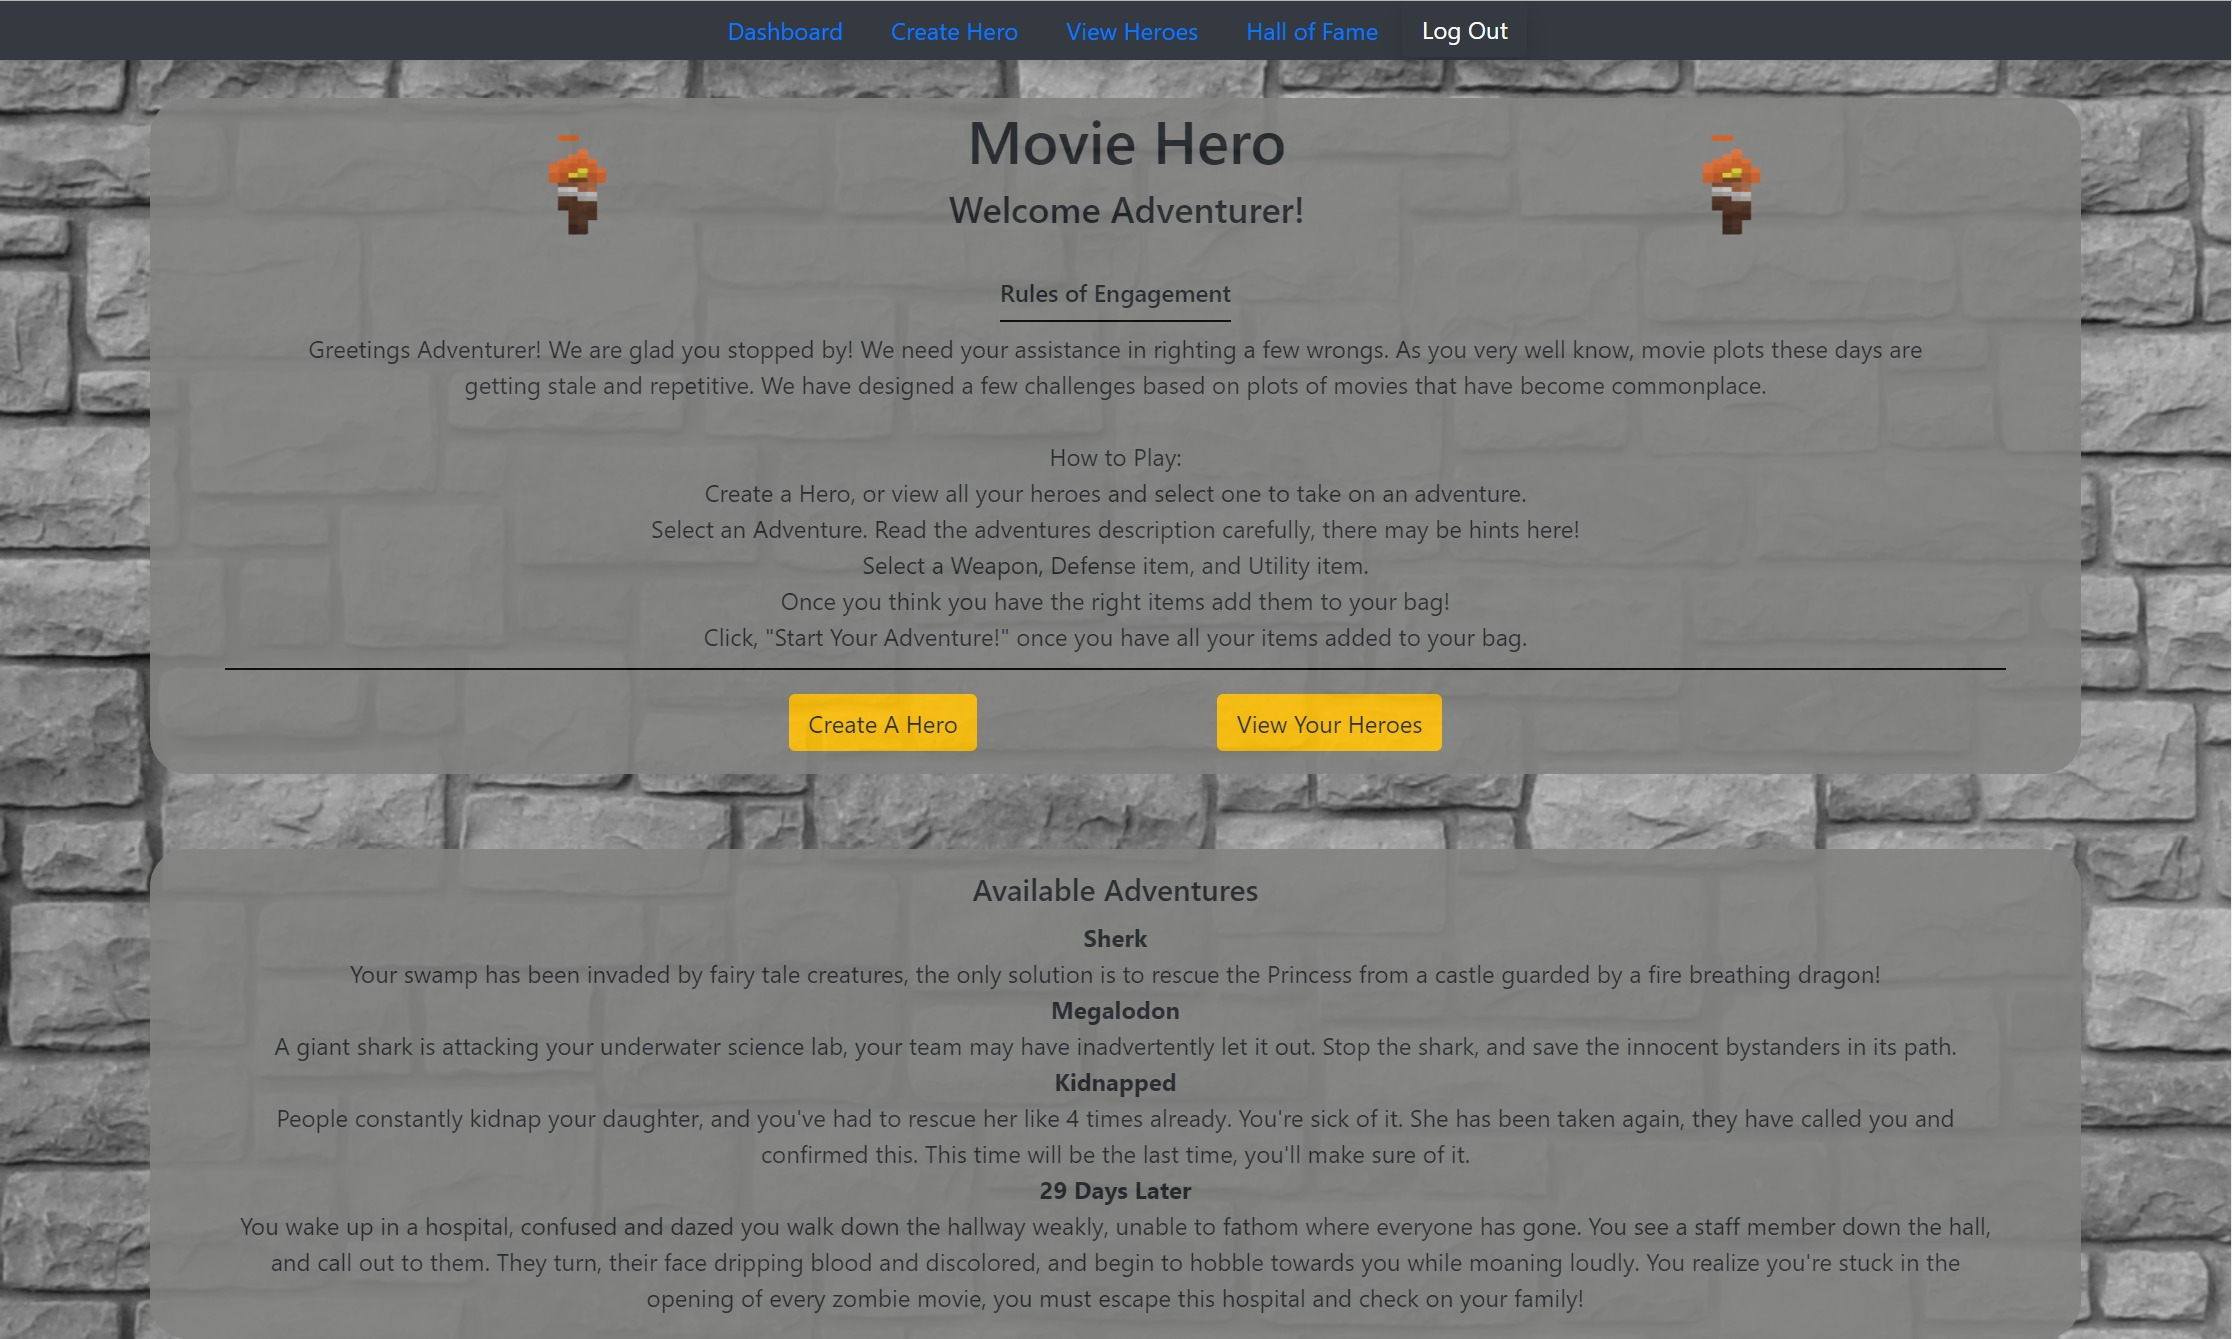 Dashboard Create Hero View Heroes Hall of Fame Log Out
Movie Hero
Welcome Adventurer!
Rules of Engagement
Greetings Adventurer! We are glad you stopped by! We need your assistance in righting a few wrongs. As you very well know, movie plots these days are
getting stale and repetitive. We have designed a few challenges based on plots of movies that have become commonplace.
How to Play:
Create a Hero, or view all your heroes and select one to take on an adventure.
Select an Adventure. Read the adventures description carefully, there may be hints here!
Select a Weapon, Defense item, and Utility item.
Once you think you have the right items add them to your bag!
Click, "Start Your Adventure!" once you have all your items added to your bag.
Create A Hero View Your Heroes
Available Adventures
Sherk
Your swamp has been invaded by fairy tale creatures, the only solution is to rescue the Princess from a castle guarded by a fire breathing dragon!
Megalodon
A giant shark is attacking your underwater science lab, your team may have inadvertently let it out. Stop the shark, and save the innocent bystanders in its path.
Kidnapped
People constantly kidnap your daughter, and you've had to rescue her like 4 times already. You're sick of it. She has been taken again, they have called you and
confirmed this. This time will be the last time, you'll make sure of it.
29 Days Later
You wake up in a hospital, confused and dazed you walk down the hallway weakly, unable to fathom where everyone has gone. You see a staff member down the hall,
and call out to them. They turn, their face dripping blood and discolored, and begin to hobble towards you while moaning loudly. You realize you're stuck in the
opening of every zombie movie, you must escape this hospital and check on your family!